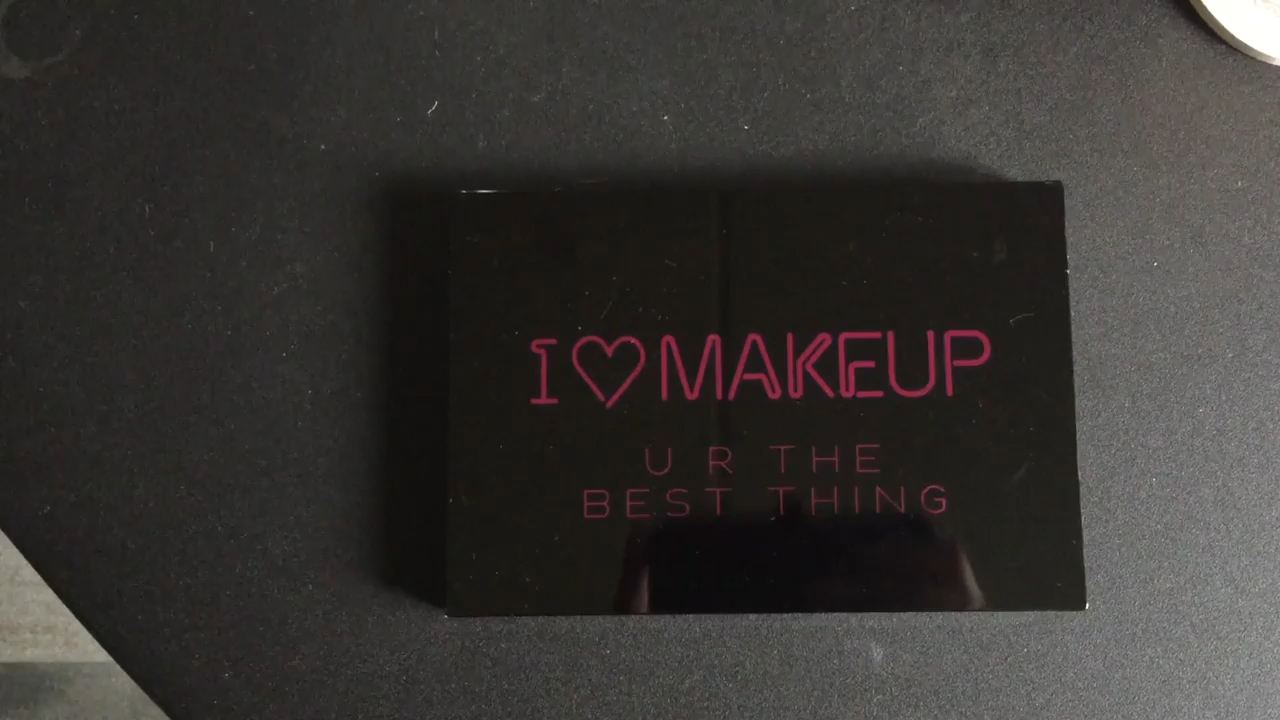 I ♡ MAKEUP
U R THE
BEST THING